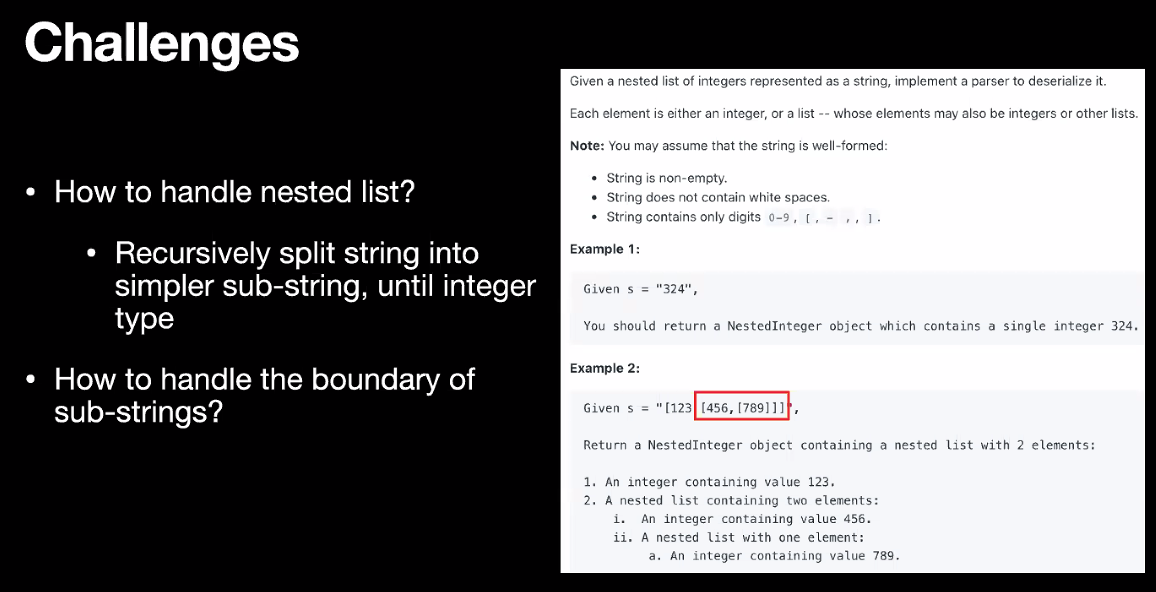 Challenges
• How to handle nested list?
• Recursively split string into
simpler sub-string, until integer
type
• How to handle the boundary of
sub-strings?
Given a nested list of integers represented as a string, implement a parser to deserialize it.
Each element is either an integer, or a list -- whose elements may also be integers or other lists.
Note: You may assume that the string is well-formed:
• String is non-empty.
• String does not contain white spaces.
• String contains only digits 0-9, [, - ,, ].
Example 1:
Given s = "324",
You should return a NestedInteger object which contains a single integer 324.
Example 2:
Given s = "[123 [456,[789]]]",
Return a NestedInteger object containing a nested list with 2 elements:
1. An integer containing value 123.
2. A nested list containing two elements:
i. An integer containing value 456.
ii. A nested list with one element:
a. An integer containing value 789.